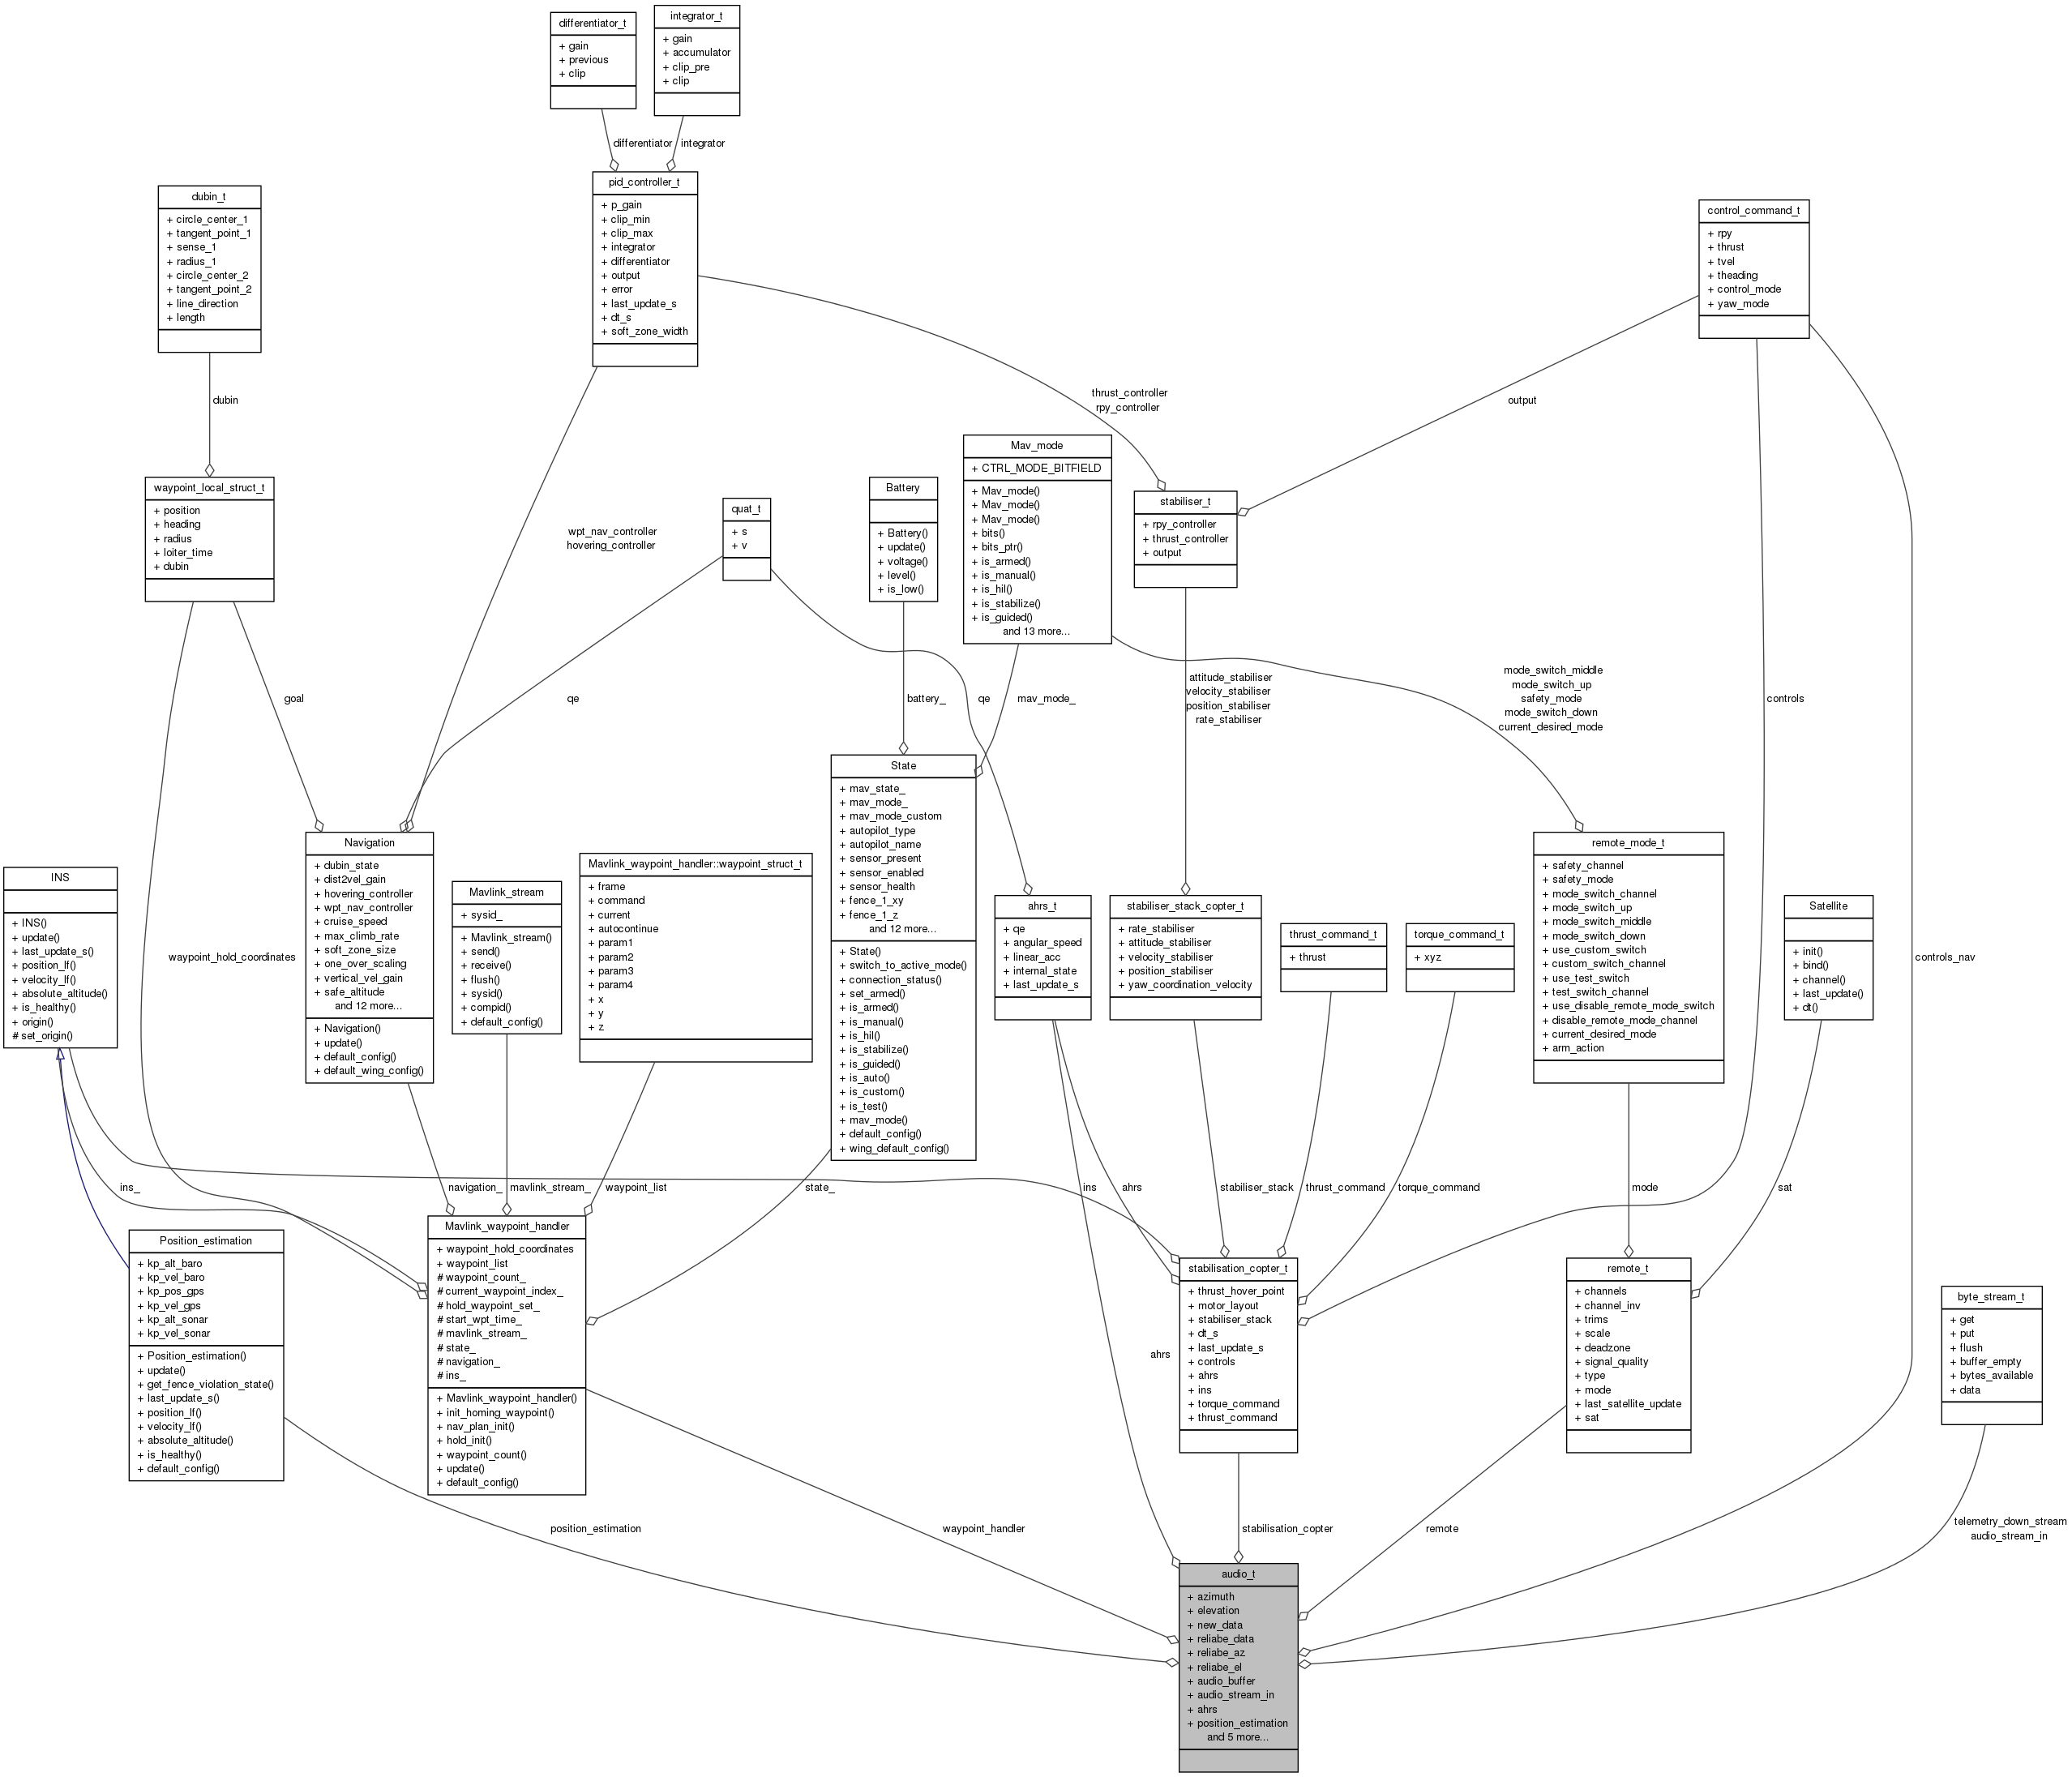 differentiator_t
+ gain
+ previous
+ clip
integrator_t
+ gain
+ accumulator
+ clip_pre
+ clip
differentiator
integrator
pid_controller_t
+ p_gain
+ clip_min
+ clip_max
+ integrator
+ differentiator
+ output
+ error
+ last_update_s
+ dt_s
+ soft_zone_width
dubin_t
+ circle_center_1
+ tangent_point_1
+ sense_1
+ radius_1
+ circle_center_2
+ tangent_point_2
+ line_direction
+ length
control_command_t
+ rpy
+ thrust
+ tvel
+ theading
+ control_mode
+ yaw_mode
dubin
thrust_controller
rpy_controller
output
waypoint_local_struct_t
+ position
+ heading
+ radius
+ loiter_time
+ dubin
wpt_nav_controller
hovering_controller
quat_t
+ s
+ v
Battery
+ Battery()
+ update()
+ voltage()
+ level()
+ is_low()
Mav_mode
+ CTRL_MODE_BITFIELD
+ Mav_mode()
+ Mav_mode()
+ Mav_mode()
+ bits()
+ bits_ptr()
+ is_armed()
+ is_manual()
+ is_hil()
+ is_stabilize()
+ is_guided()
and 13 more...
stabiliser_t
+ rpy_controller
+ thrust_controller
+ output
goal
qe
battery_
qe
mav_mode_
attitude_stabiliser
velocity_stabiliser
position_stabiliser
rate_stabiliser
mode_switch_middle
mode_switch_up
safety_mode
mode_switch_down
current_desired_mode
controls
INS
+ INS()
+ update()
+ last_update_s()
+ position_lf()
+ velocity_lf()
+ absolute_altitude()
+ is_healthy()
+ origin()
# set_origin()
waypoint_hold_coordinates
Navigation
+ dubin_state
+ dist2vel_gain
+ hovering_controller
+ wpt_nav_controller
+ cruise_speed
+ max_climb_rate
+ soft_zone_size
+ one_over_scaling
+ vertical_vel_gain
+ safe_altitude
and 12 more...
+ Navigation()
+ update()
+ default_config()
+ default_wing_config()
Mavlink_stream
+ sysid_
+ Mavlink_stream()
+ send()
+ receive()
+ flush()
+ sysid()
+ compid()
+ default_config()
Mavlink_waypoint_handler::waypoint_struct_t
+ frame
+ command
+ current
+ autocontinue
+ param1
+ param2
+ param3
+ param4
+ x
+ y
+ z
State
+ mav_state_
+ mav_mode_
+ mav_mode_custom
+ autopilot_type
+ autopilot_name
+ sensor_present
+ sensor_enabled
+ sensor_health
+ fence_1_xy
+ fence_1_z
and 12 more...
+ State()
+ switch_to_active_mode()
+ connection_status()
+ set_armed()
+ is_armed()
+ is_manual()
+ is_hil()
+ is_stabilize()
+ is_guided()
+ is_auto()
+ is_custom()
+ is_test()
+ mav_mode()
+ default_config()
+ wing_default_config()
ahrs_t
+ qe
+ angular_speed
+ linear_acc
+ internal_state
+ last_update_s
stabiliser_stack_copter_t
+ rate_stabiliser
+ attitude_stabiliser
+ velocity_stabiliser
+ position_stabiliser
+ yaw_coordination_velocity
thrust_command_t
+ thrust
torque_command_t
+ xyz
remote_mode_t
+ safety_channel
+ safety_mode
+ mode_switch_channel
+ mode_switch_up
+ mode_switch_middle
+ mode_switch_down
+ use_custom_switch
+ custom_switch_channel
+ use_test_switch
+ test_switch_channel
+ use_disable_remote_mode_switch
+ disable_remote_mode_channel
+ current_desired_mode
+ arm_action
Satellite
+ init()
+ bind()
+ channel()
+ last_update()
+ dt()
controls_nav
ins_
navigation_
mavlink_stream_
waypoint_list
state_
ins
ahrs
stabiliser_stack
thrust_command
torque_command
mode
sat
Position_estimation
+ kp_alt_baro
+ kp_vel_baro
+ kp_pos_gps
+ kp_vel_gps
+ kp_alt_sonar
+ kp_vel_sonar
+ Position_estimation()
+ update()
+ get_fence_violation_state()
+ last_update_s()
+ position_lf()
+ velocity_lf()
+ absolute_altitude()
+ is_healthy()
+ default_config()
Mavlink_waypoint_handler
+ waypoint_hold_coordinates
+ waypoint_list
# waypoint_count_
# current_waypoint_index_
# hold_waypoint_set_
# start_wpt_time_
# mavlink_stream_
# state_
# navigation_
# ins_
+ Mavlink_waypoint_handler()
+ init_homing_waypoint()
+ nav_plan_init()
+ hold_init()
+ waypoint_count()
+ update()
+ default_config()
ahrs
stabilisation_copter_t
+ thrust_hover_point
+ motor_layout
+ stabiliser_stack
+ dt_s
+ last_update_s
+ controls
+ ahrs
+ ins
+ torque_command
+ thrust_command
remote_t
+ channels
+ channel_inv
+ trims
+ scale
+ deadzone
+ signal_quality
+ type
+ mode
+ last_satellite_update
+ sat
byte_stream_t
+ get
+ put
+ flush
+ buffer_empty
+ bytes_available
+ data
position_estimation
waypoint_handler
stabilisation_copter
remote
telemetry_down_stream
audio_stream_in
audio_t
+ azimuth
+ elevation
+ new_data
+ reliabe_data
+ reliabe_az
+ reliabe_el
+ audio_buffer
+ audio_stream_in
+ ahrs
+ position_estimation
and 5 more...